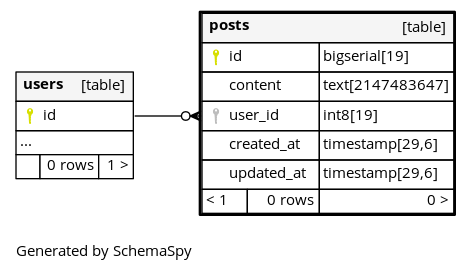 posts [table]
id bigserial[19]
content text[2147483647]
user_id int8[19]
created_at timestamp[29,6]
updated_at timestamp[29,6]
< 1 0 rows 0 >
users [table]
id
...
0 rows 1 >
Generated by SchemaSpy